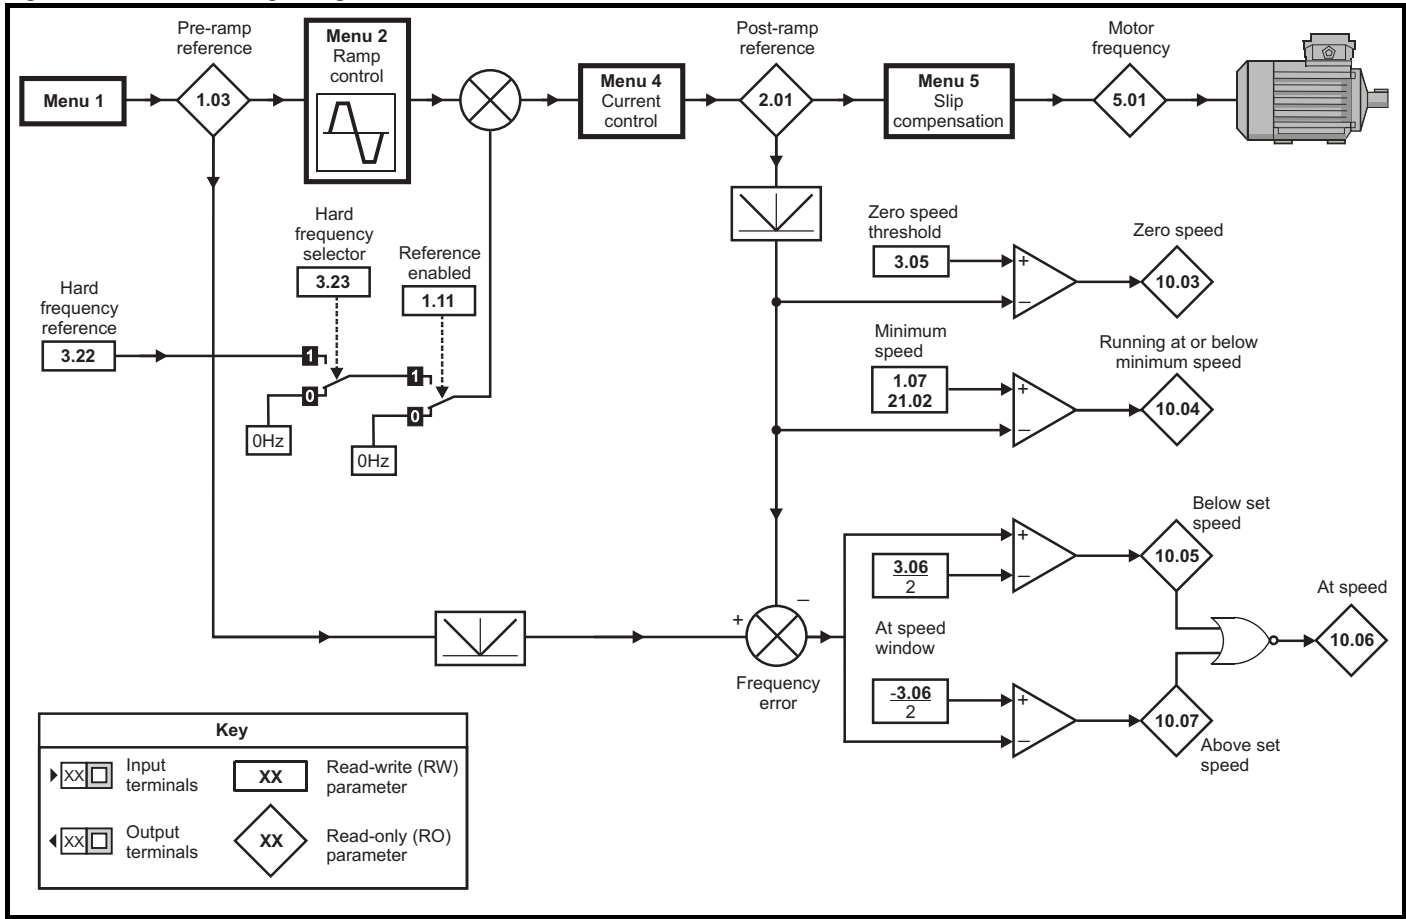 Pre-ramp
reference
Menu 1
1.03
Menu 2
Ramp
control
Menu 4
Current
control
Post-ramp
reference
2.01
Menu 5
Slip
compensation
Motor
frequency
5.01
Hard
frequency
selector
3.23
Reference
enabled
1.11
Hard
frequency
reference
3.22
1
0
0Hz
1
0
0Hz
Zero speed
threshold
3.05
+
–
Zero speed
10.03
Minimum
speed
1.07
21.02
+
–
Running at or below
minimum speed
10.04
+
–
Frequency
error
3.06
2
At speed
window
-3.06
2
+
–
+
–
Below set
speed
10.05
10.07
Above set
speed
At speed
10.06
Key
XX
Input
terminals
XX
Read-write (RW)
parameter
XX
Output
terminals
XX
Read-only (RO)
parameter